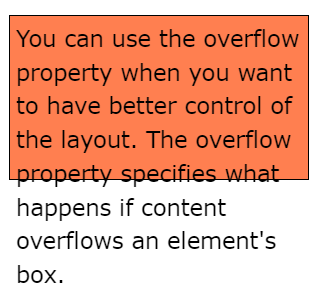 You can use the overflow
property when you want
to have better control of
the layout. The overflow
property specifies what
happens if content
overflows an element's
box.